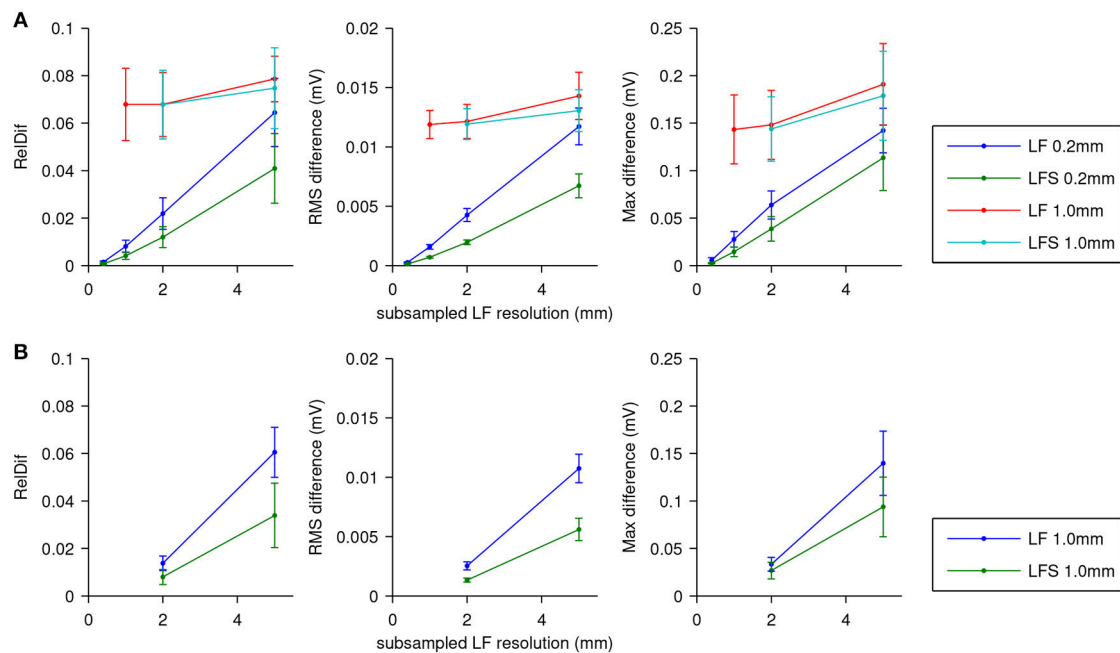 A
RelDif
0.1
0.08
0.06
0.04
0.02
0
0 2 4
RMS difference (mV)
0.02
0.015
0.01
0.005
0
0 2 4
subsampled LF resolution (mm)
Max difference (mV)
0.25
0.2
0.15
0.1
0.05
0
0 2 4
LF 0.2mm
LFS 0.2mm
LF 1.0mm
LFS 1.0mm
B
RelDif
0.1
0.08
0.06
0.04
0.02
0
0 2 4
RMS difference (mV)
0.02
0.015
0.01
0.005
0
0 2 4
subsampled LF resolution (mm)
Max difference (mV)
0.25
0.2
0.15
0.1
0.05
0
0 2 4
LF 1.0mm
LFS 1.0mm